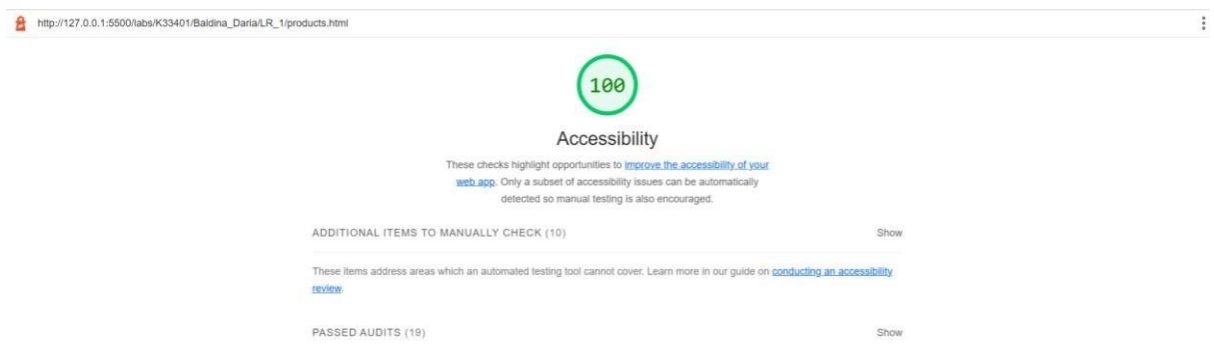 http://127.0.0.1:5500/labs/K33401/Baldina_Daria/LR_1/products.html
100
Accessibility
These checks highlight opportunities to improve the accessibility of your
web app. Only a subset of accessibility issues can be automatically
detected so manual testing is also encouraged.
ADDITIONAL ITEMS TO MANUALLY CHECK (10) Show
These items address areas which an automated testing tool cannot cover. Learn more in our guide on conducting an accessibility
review.
PASSED AUDITS (19) Show